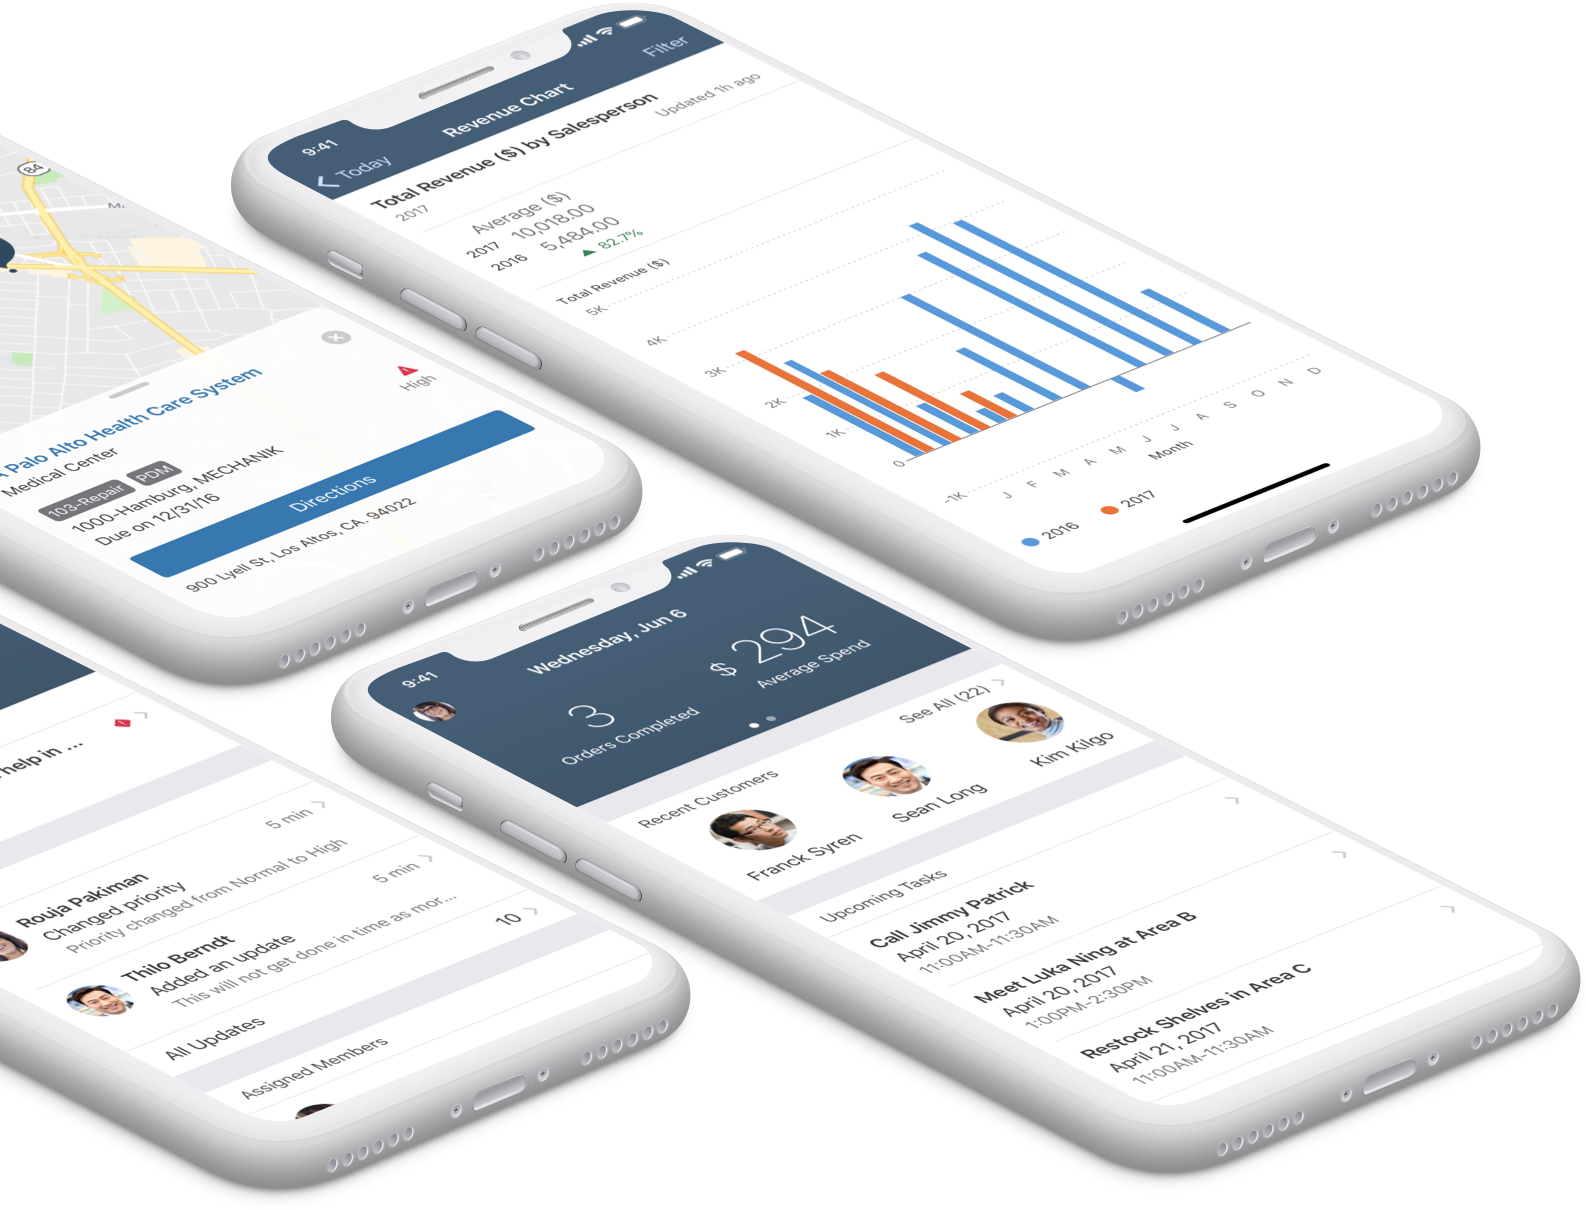 9:41
Today
Revenue Chart
Filter
Total Revenue ($) by Salesperson
2017
Updated 1h ago
Average ($)
2017 10,018.00
2016 5,484.00
82.7%
Total Revenue ($)
5K
4K
3K
2K
1K
0
-1K
J F M A M J J A S O N D
Month
2016 2017
84
Palo Alto Health Care System
Medical Center
High
103-Repair PDM
1000-Hamburg, MECHANIK
Due on 12/31/16
Directions
900 Lyell St, Los Altos, CA. 94022
help in ...
5 min
Rouja Pakiman
Changed priority
Priority changed from Normal to High
5 min
Thilo Berndt
Added an update
This will not get done in time as mor...
All Updates 10
Assigned Members
9:41
Wednesday, Jun 6
3
Orders Completed
$ 294
Average Spend
Recent Customers
See All (22)
Franck Syren
Sean Long
Kim Kilgo
Upcoming Tasks
Call Jimmy Patrick
April 20, 2017
11:00AM-11:30AM
Meet Luka Ning at Area B
April 20, 2017
1:00PM-2:30PM
Restock Shelves in Area C
April 21, 2017
11:00AM-11:30AM